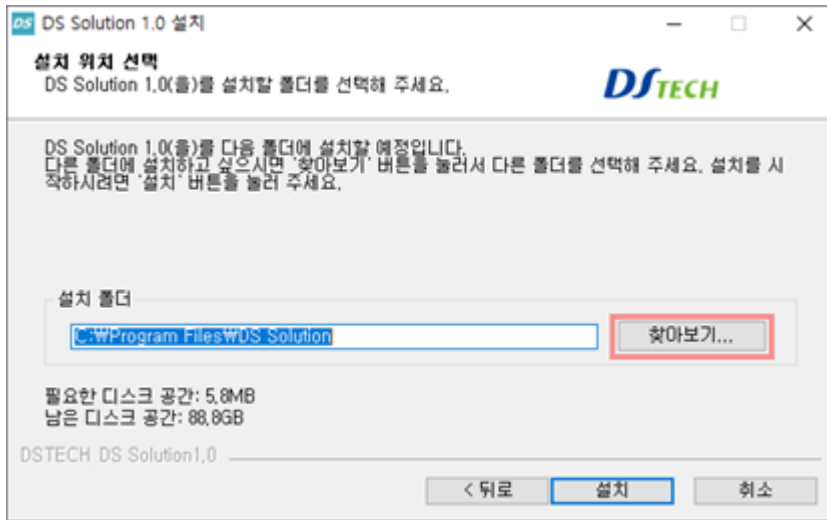 DS DS Solution 1.0 설치
설치 위치 선택
DS Solution 1.0(을)를 설치할 폴더를 선택해 주세요.
DSTECH
DS Solution 1.0(을)를 다음 폴더에 설치할 예정입니다.
다른 폴더에 설치하고 싶으시면 '찾아보기' 버튼을 눌러서 다른 폴더를 선택해 주세요. 설치를 시
작하시려면 '설치' 버튼을 눌러 주세요.
설치 폴더
C:₩Program Files₩DS Solution
찾아보기...
필요한 디스크 공간: 5.8MB
남은 디스크 공간: 88.8GB
DSTECH DS Solution1.0
< 뒤로
설치
취소